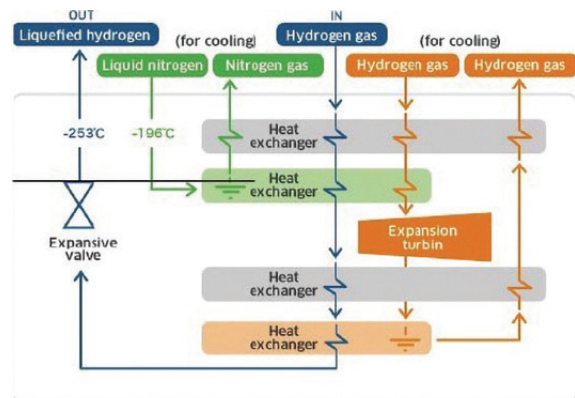 OUT
IN
Liquefied hydrogen
(for cooling)
Hydrogen gas
(for cooling)
Liquid nitrogen
Nitrogen gas
Hydrogen gas
Hydrogen gas
-253℃
-196℃
Heat
exchanger
Heat
exchanger
Expansive
valve
Expansion
turbin
Heat
exchanger
Heat
exchanger